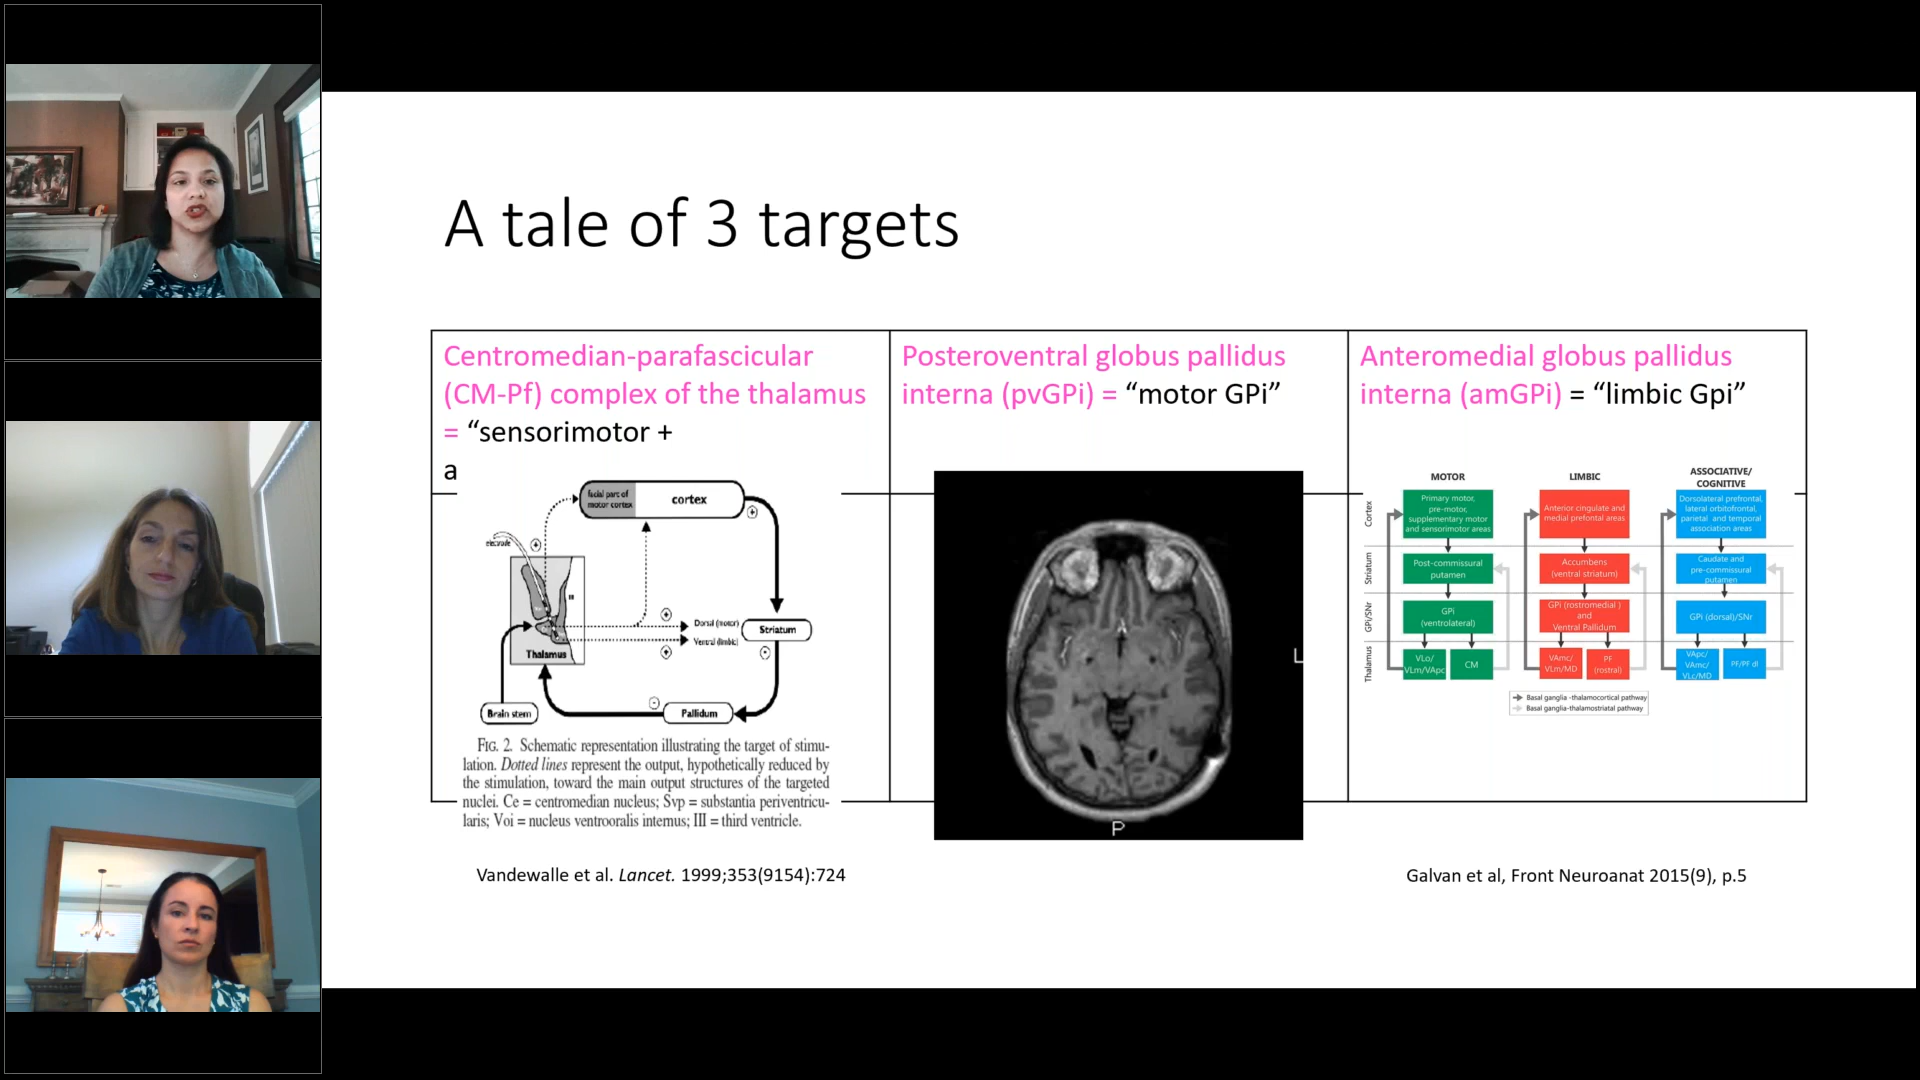 A tale of 3 targets
Centromedian-parafascicular
(CM-Pf) complex of the thalamus
= “sensorimotor +
a
facial part of
motor cortex
cortex
electrode
III
Dorsal (motor)
Ventral (limbic)
Striatum
Thalamus
Brain stem
Pallidum
FIG. 2. Schematic representation illustrating the target of stimu-
lation. Dotted lines represent the output, hypothetically reduced by
the stimulation, toward the main output structures of the targeted
nuclei. Ce = centromedian nucleus; Svp = substantia periventricu-
laris; Voi = nucleus ventrooralis internus; III = third ventricle.
Vandewalle et al. Lancet. 1999;353(9154):724
Posteroventral globus pallidus
interna (pvGPi) = “motor GPi”
L
P
Anteromedial globus pallidus
interna (amGPi) = “limbic Gpi”
MOTOR
LIMBIC
ASSOCIATIVE/
COGNITIVE
Cortex
Primary motor,
pre-motor,
supplementary motor
and sensorimotor areas
Anterior cingulate and
medial prefontal areas
Dorsolateral prefrontal,
lateral orbitofrontal,
parietal and temporal
association areas
Striatum
Post-commissural
putamen
Accumbens
(ventral striatum)
Caudate and
pre-commissural
putamen
GPi/SNr
GPi
(ventrolateral)
GPi (rostromedial )
and
Ventral Pallidum
GPi (dorsal)/SNr
Thalamus
VLo/
VLm/VApc
CM
VAmc/
VLm/MD
PF
(rostral)
VApc/
VAmc/
VLc/MD
PF/PF dl
Basal ganglia -thalamocortical pathway
Basal ganglia-thalamostriatal pathway
Galvan et al, Front Neuroanat 2015(9), p.5